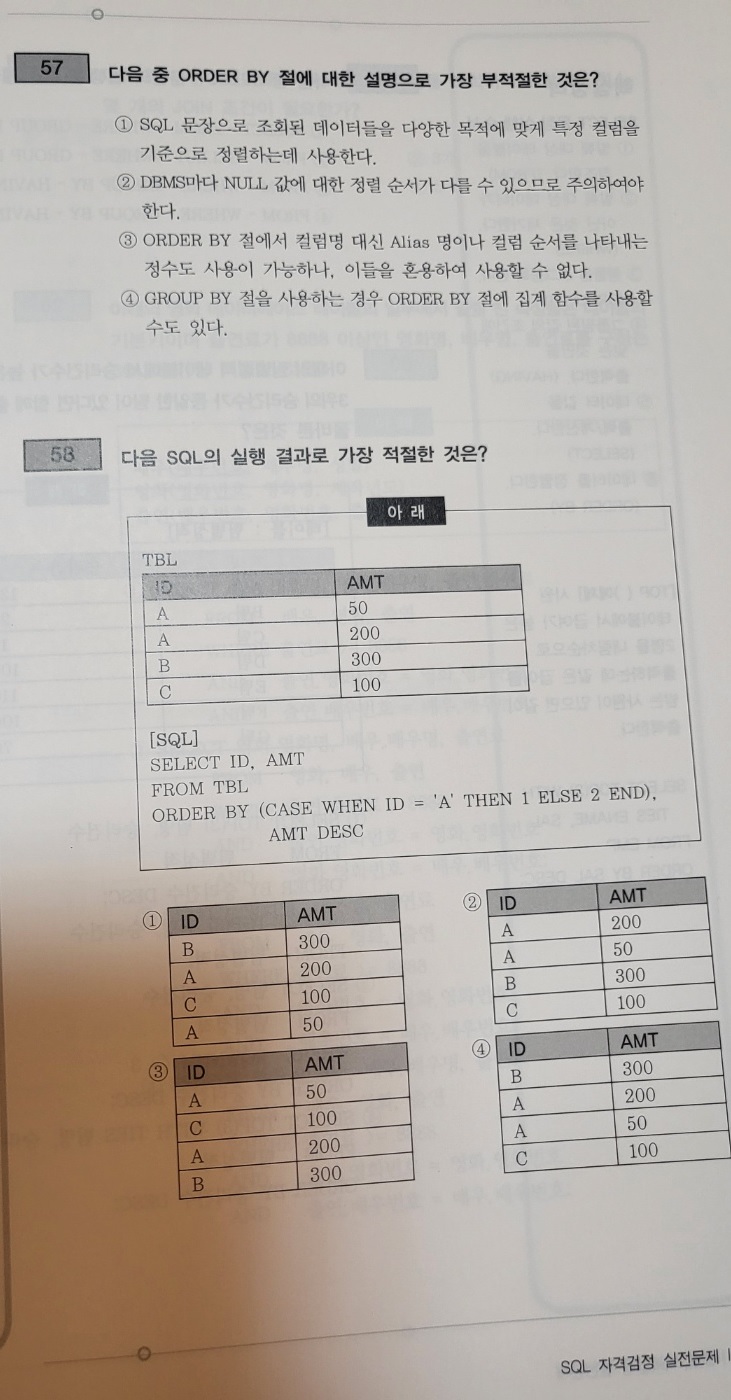 57 다음 중 ORDER BY 절에 대한 설명으로 가장 부적절한 것은?
① SQL 문장으로 조회된 데이터들을 다양한 목적에 맞게 특정 컬럼을
기준으로 정렬하는데 사용한다.
② DBMS마다 NULL 값에 대한 정렬 순서가 다를 수 있으므로 주의하여야
한다.
③ ORDER BY 절에서 컬럼명 대신 Alias 명이나 컬럼 순서를 나타내는
정수도 사용이 가능하나, 이들을 혼용하여 사용할 수 없다.
④ GROUP BY 절을 사용하는 경우 ORDER BY 절에 집계 함수를 사용할
수도 있다.
58 다음 SQL의 실행 결과로 가장 적절한 것은?
아 래
TBL
ID AMT
A 50
A 200
B 300
C 100
[SQL]
SELECT ID, AMT
FROM TBL
ORDER BY (CASE WHEN ID = 'A' THEN 1 ELSE 2 END),
AMT DESC
①
ID AMT
B 300
A 200
C 100
A 50
②
ID AMT
A 200
A 50
B 300
C 100
③
ID AMT
A 50
C 100
A 200
B 300
④
ID AMT
B 300
A 200
A 50
C 100
SQL 자격검정 실전문제